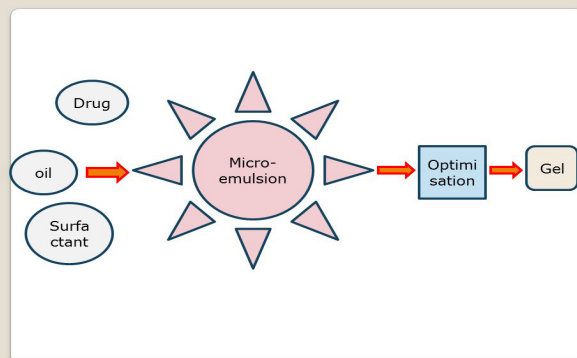 Drug
oil
Surfa
ctant
Micro-
emulsion
Optimi
sation
Gel